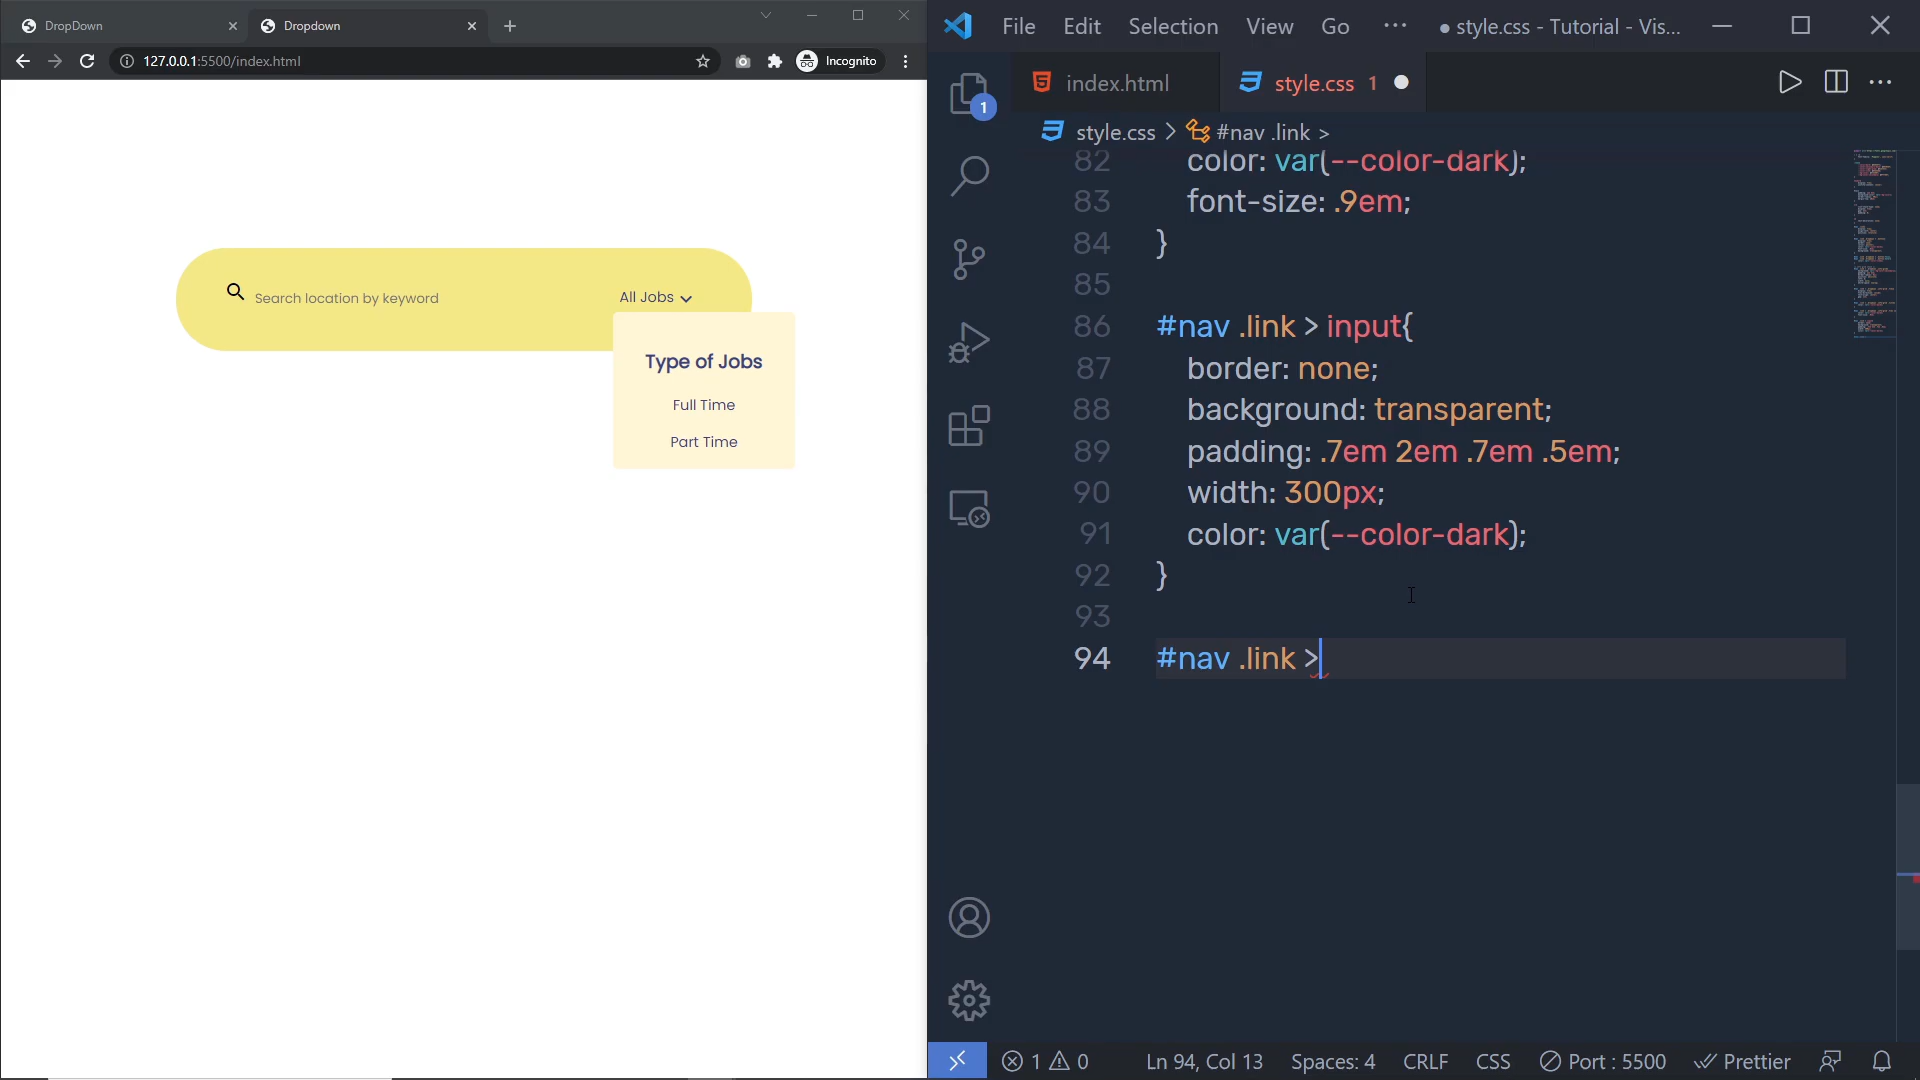 DropDown
Dropdown
127.0.0.1:5500/index.html
Incognito
Search location by keyword
All Jobs
Type of Jobs
Full Time
Part Time
File Edit Selection View Go ··· ● style.css - Tutorial - Vis...
1
index.html
style.css 1
style.css > #nav .link >
82 color: var(--color-dark);
83 font-size: .9em;
84 }
85
86 #nav .link > input{
87 border: none;
88 background: transparent;
89 padding: .7em 2em .7em .5em;
90 width: 300px;
91 color: var(--color-dark);
92 }
93
94 #nav .link >
1 0 Ln 94, Col 13 Spaces: 4 CRLF CSS Port : 5500 Prettier